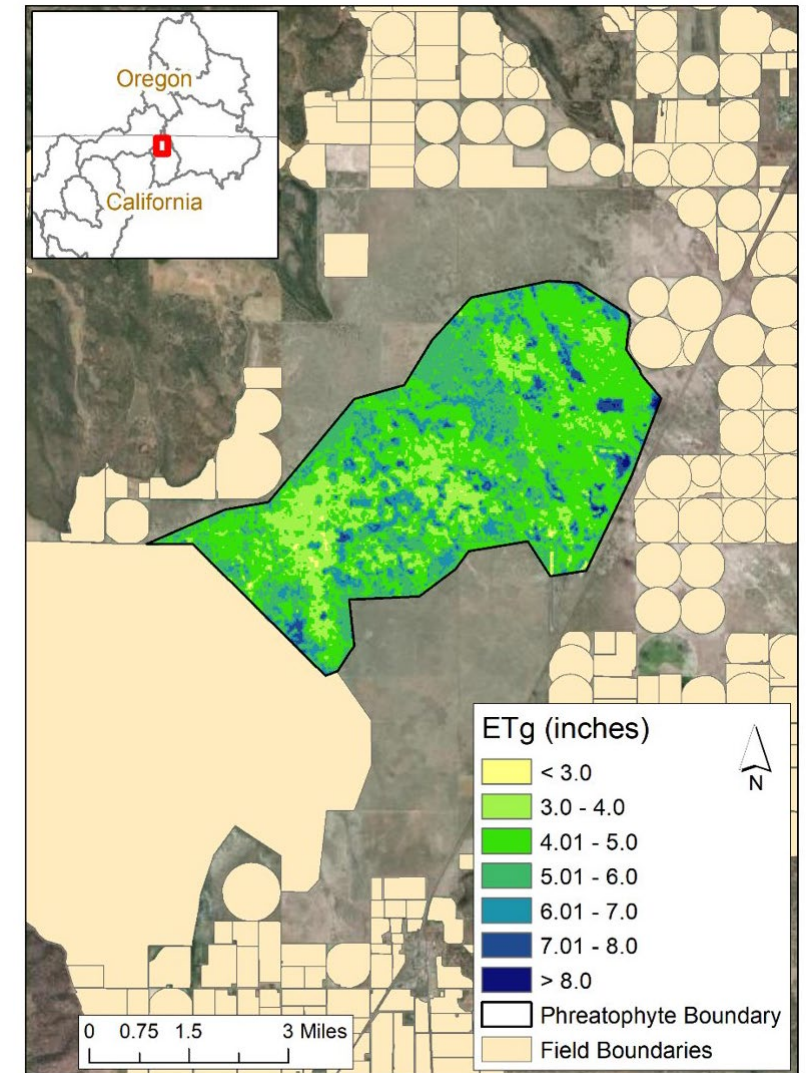 Oregon
California
ETg (inches)
< 3.0
3.0 - 4.0
4.01 - 5.0
5.01 - 6.0
6.01 - 7.0
7.01 - 8.0
> 8.0
Phreatophyte Boundary
Field Boundaries
N
0 0.75 1.5 3 Miles